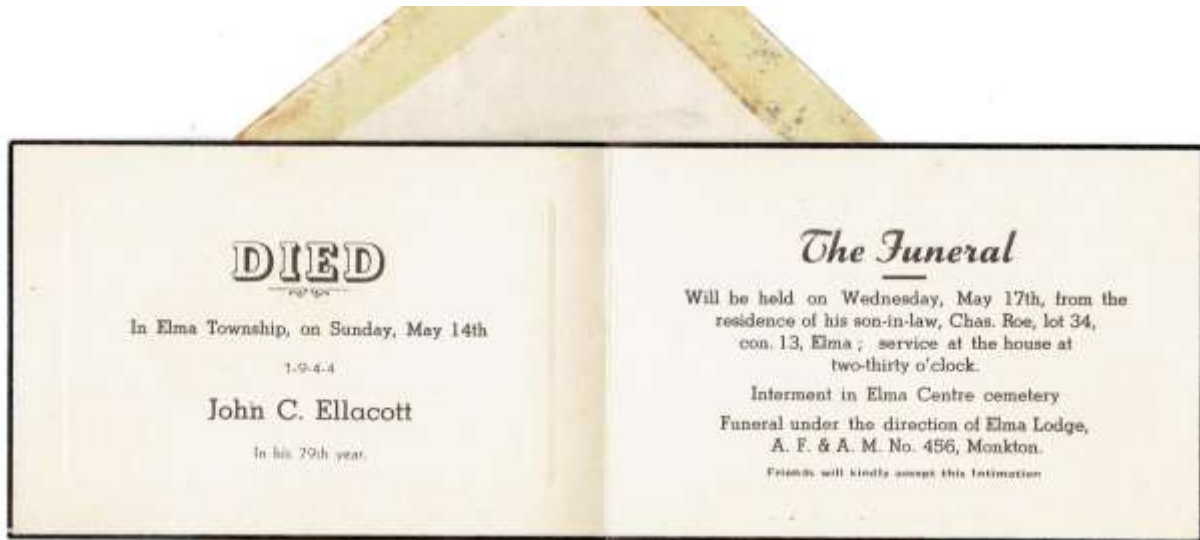 DIED
In Elma Township, on Sunday, May 14th
1-9-4-4
John C. Ellacott
In his 79th year.
The Funeral
Will be held on Wednesday, May 17th, from the
residence of his son-in-law, Chas. Roe, lot 34,
con. 13, Elma ; service at the house at
two-thirty o'clock.
Interment in Elma Centre cemetery
Funeral under the direction of Elma Lodge,
A. F. & A. M. No. 456, Monkton.
Friends will kindly accept this Intimation